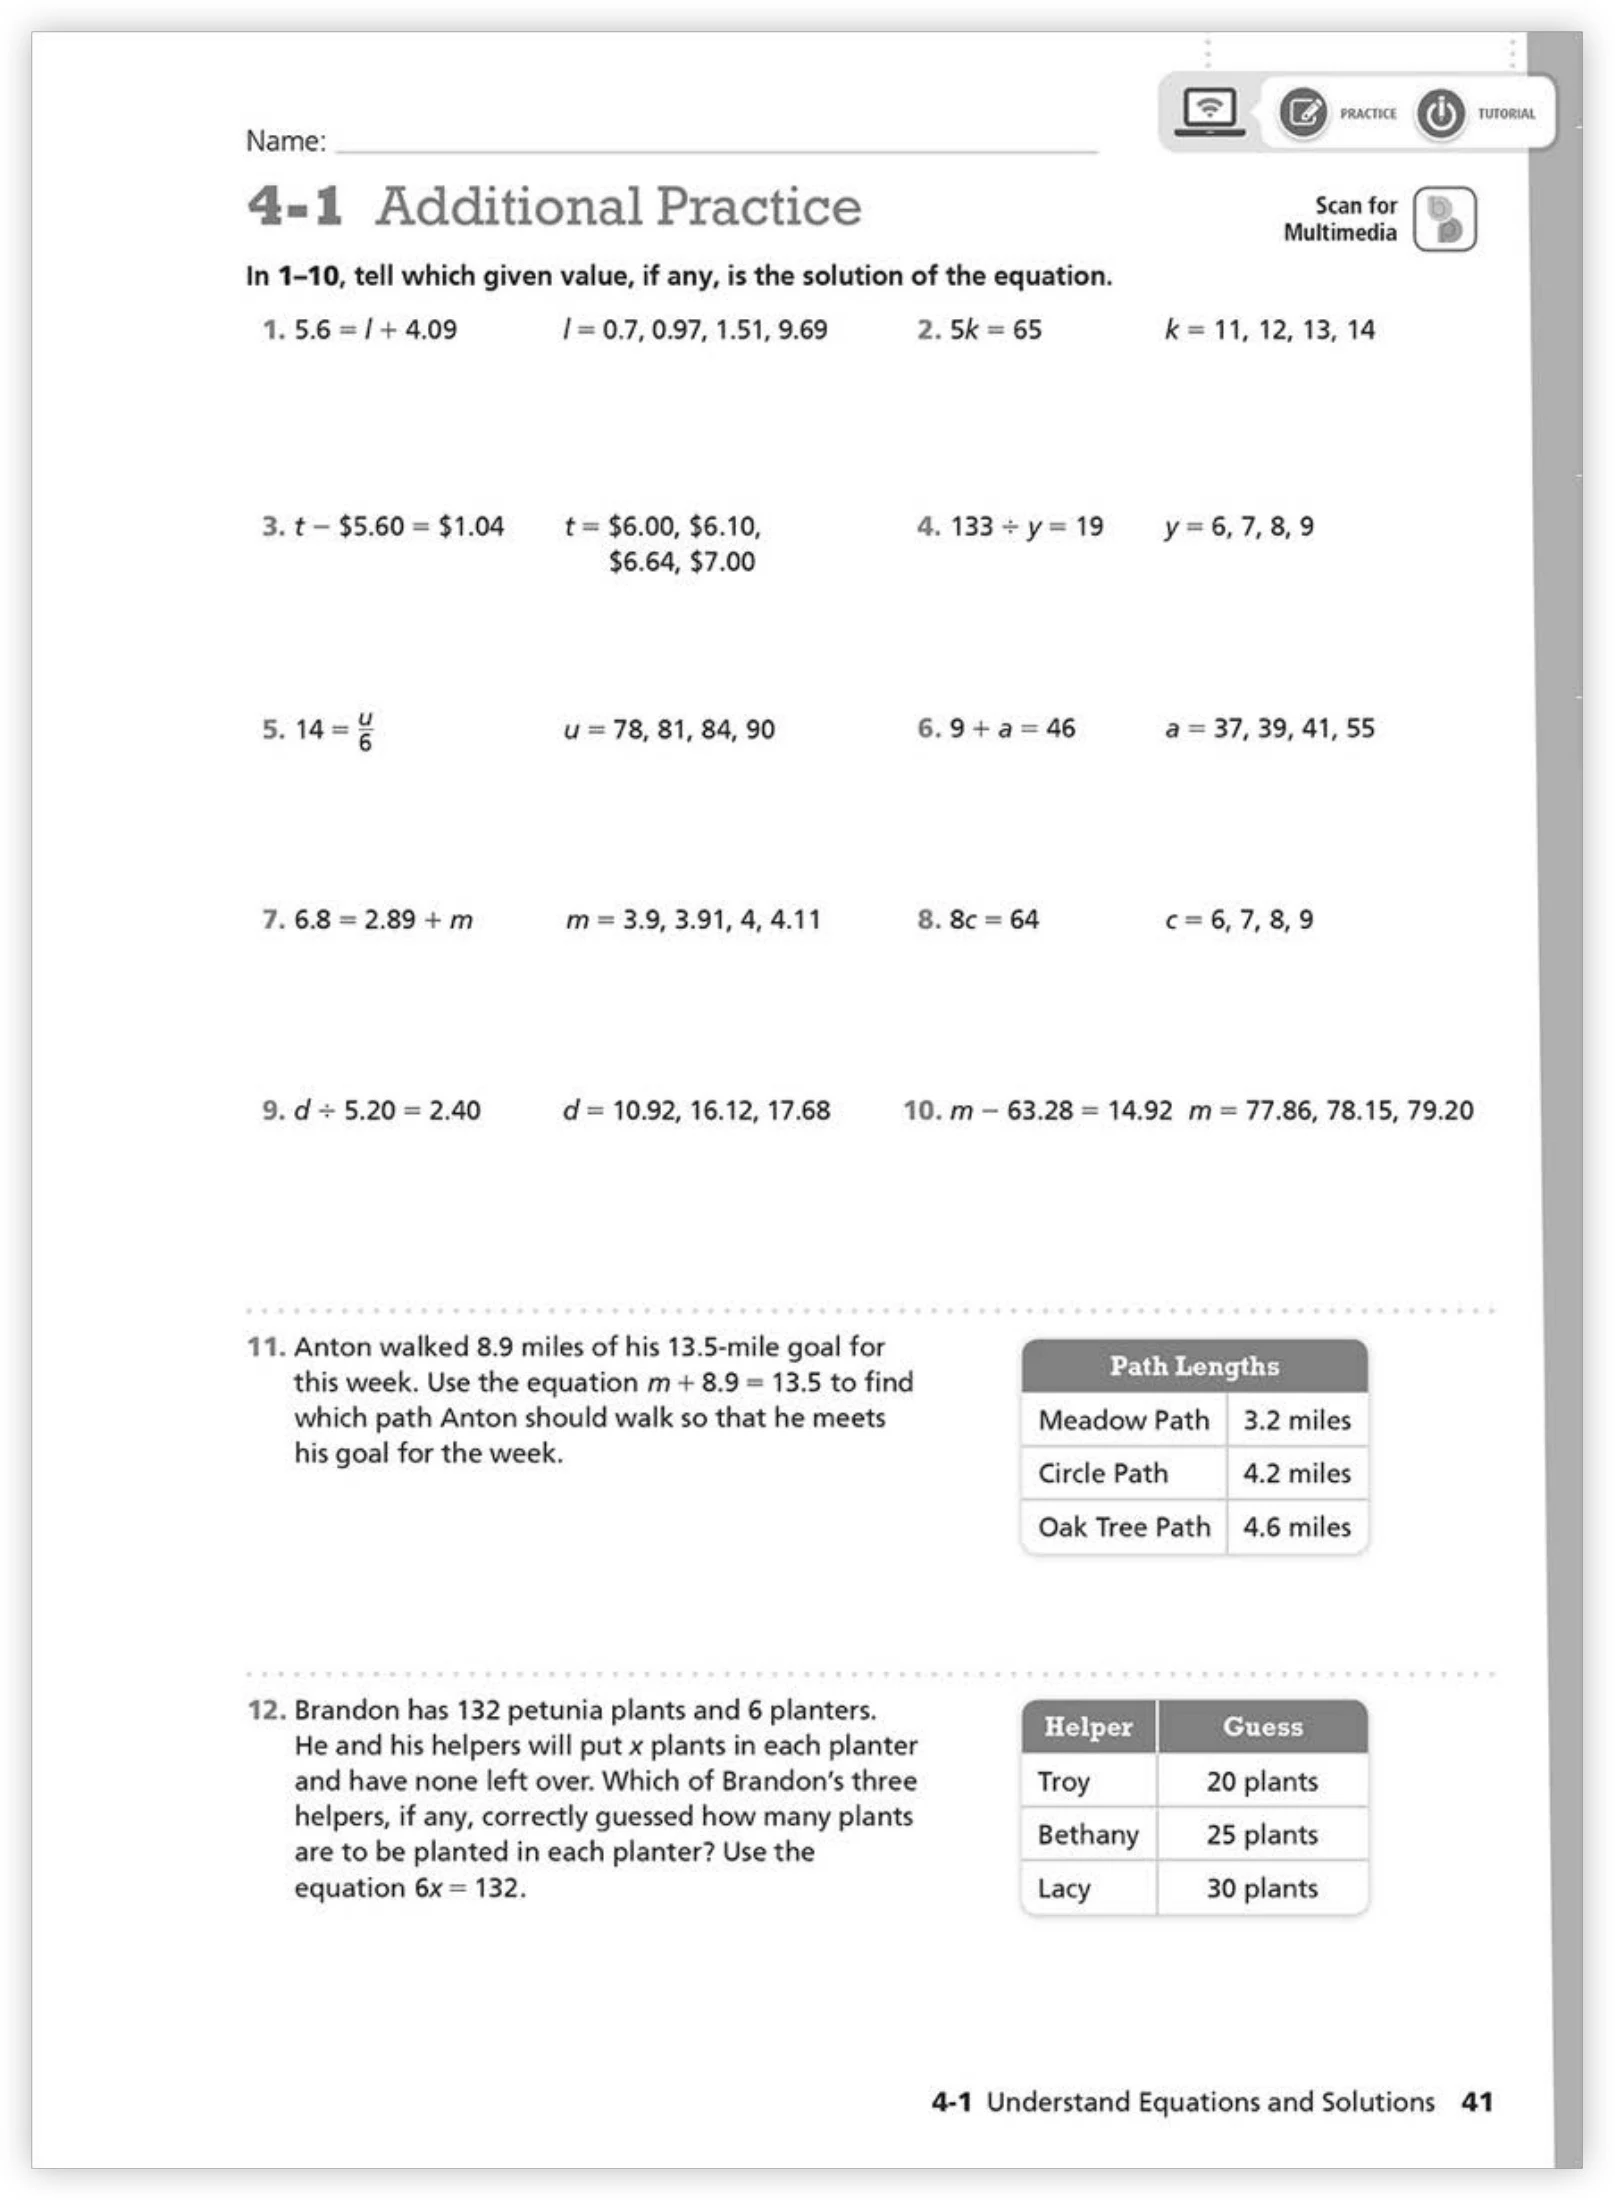 PRACTICE TUTORIAL
Name:
4-1 Additional Practice
Scan for
Multimedia
In 1–10, tell which given value, if any, is the solution of the equation.
1. 5.6 = l + 4.09 l = 0.7, 0.97, 1.51, 9.69 2. 5k = 65 k = 11, 12, 13, 14
3. t − $5.60 = $1.04 t = $6.00, $6.10, 4. 133 ÷ y = 19 y = 6, 7, 8, 9
$6.64, $7.00
5. 14 = u/6 u = 78, 81, 84, 90 6. 9 + a = 46 a = 37, 39, 41, 55
7. 6.8 = 2.89 + m m = 3.9, 3.91, 4, 4.11 8. 8c = 64 c = 6, 7, 8, 9
9. d ÷ 5.20 = 2.40 d = 10.92, 16.12, 17.68 10. m − 63.28 = 14.92 m = 77.86, 78.15, 79.20
11. Anton walked 8.9 miles of his 13.5-mile goal for
this week. Use the equation m + 8.9 = 13.5 to find
which path Anton should walk so that he meets
his goal for the week.
Path Lengths
Meadow Path 3.2 miles
Circle Path 4.2 miles
Oak Tree Path 4.6 miles
12. Brandon has 132 petunia plants and 6 planters.
He and his helpers will put x plants in each planter
and have none left over. Which of Brandon's three
helpers, if any, correctly guessed how many plants
are to be planted in each planter? Use the
equation 6x = 132.
Helper Guess
Troy 20 plants
Bethany 25 plants
Lacy 30 plants
4-1 Understand Equations and Solutions 41